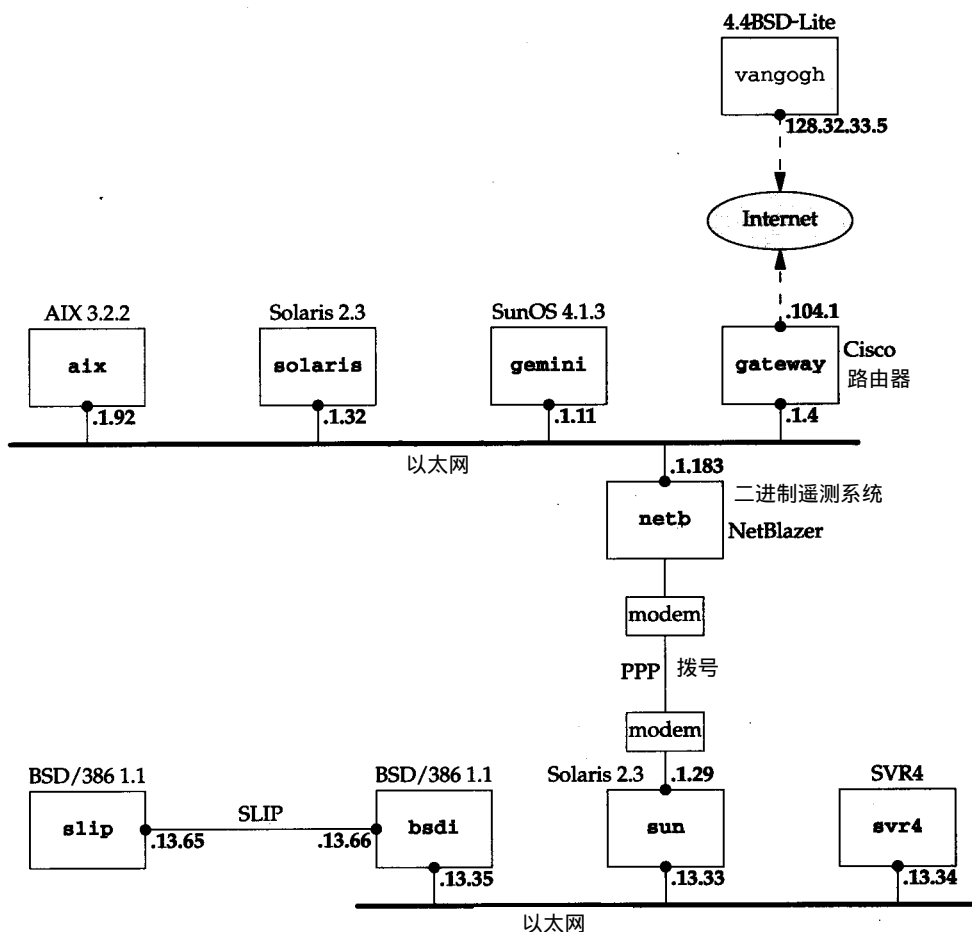 4.4BSD-Lite
vangogh
128.32.33.5
Internet
AIX 3.2.2
Solaris 2.3
SunOS 4.1.3
.104.1
aix
solaris
gemini
gateway
Cisco
路由器
.1.92
.1.32
.1.11
.1.4
以太网
.1.183
二进制遥测系统
netb
NetBlazer
modem
PPP 拨号
modem
BSD/386 1.1
BSD/386 1.1
Solaris 2.3
.1.29
SVR4
slip
SLIP
bsdi
sun
svr4
.13.65
.13.66
.13.35
.13.33
.13.34
以太网